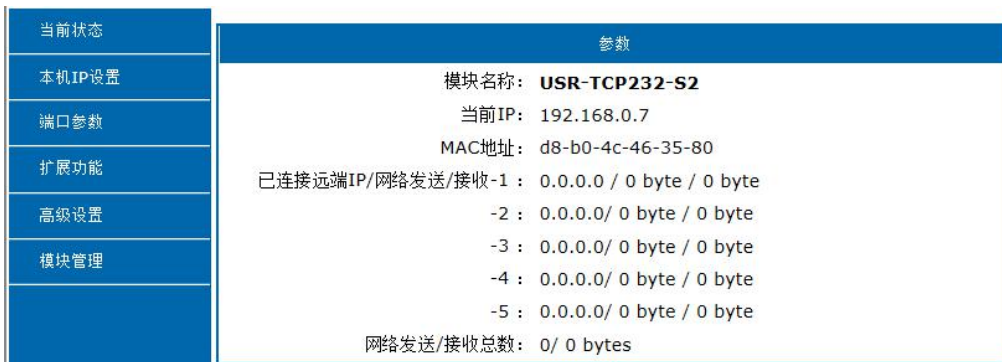 当前状态
本机IP设置
端口参数
扩展功能
高级设置
模块管理
参数
模块名称： USR-TCP232-S2
当前IP： 192.168.0.7
MAC地址： d8-b0-4c-46-35-80
已连接远端IP/网络发送/接收-1： 0.0.0.0 / 0 byte / 0 byte
-2： 0.0.0.0/ 0 byte / 0 byte
-3： 0.0.0.0/ 0 byte / 0 byte
-4： 0.0.0.0/ 0 byte / 0 byte
-5： 0.0.0.0/ 0 byte / 0 byte
网络发送/接收总数： 0/ 0 bytes